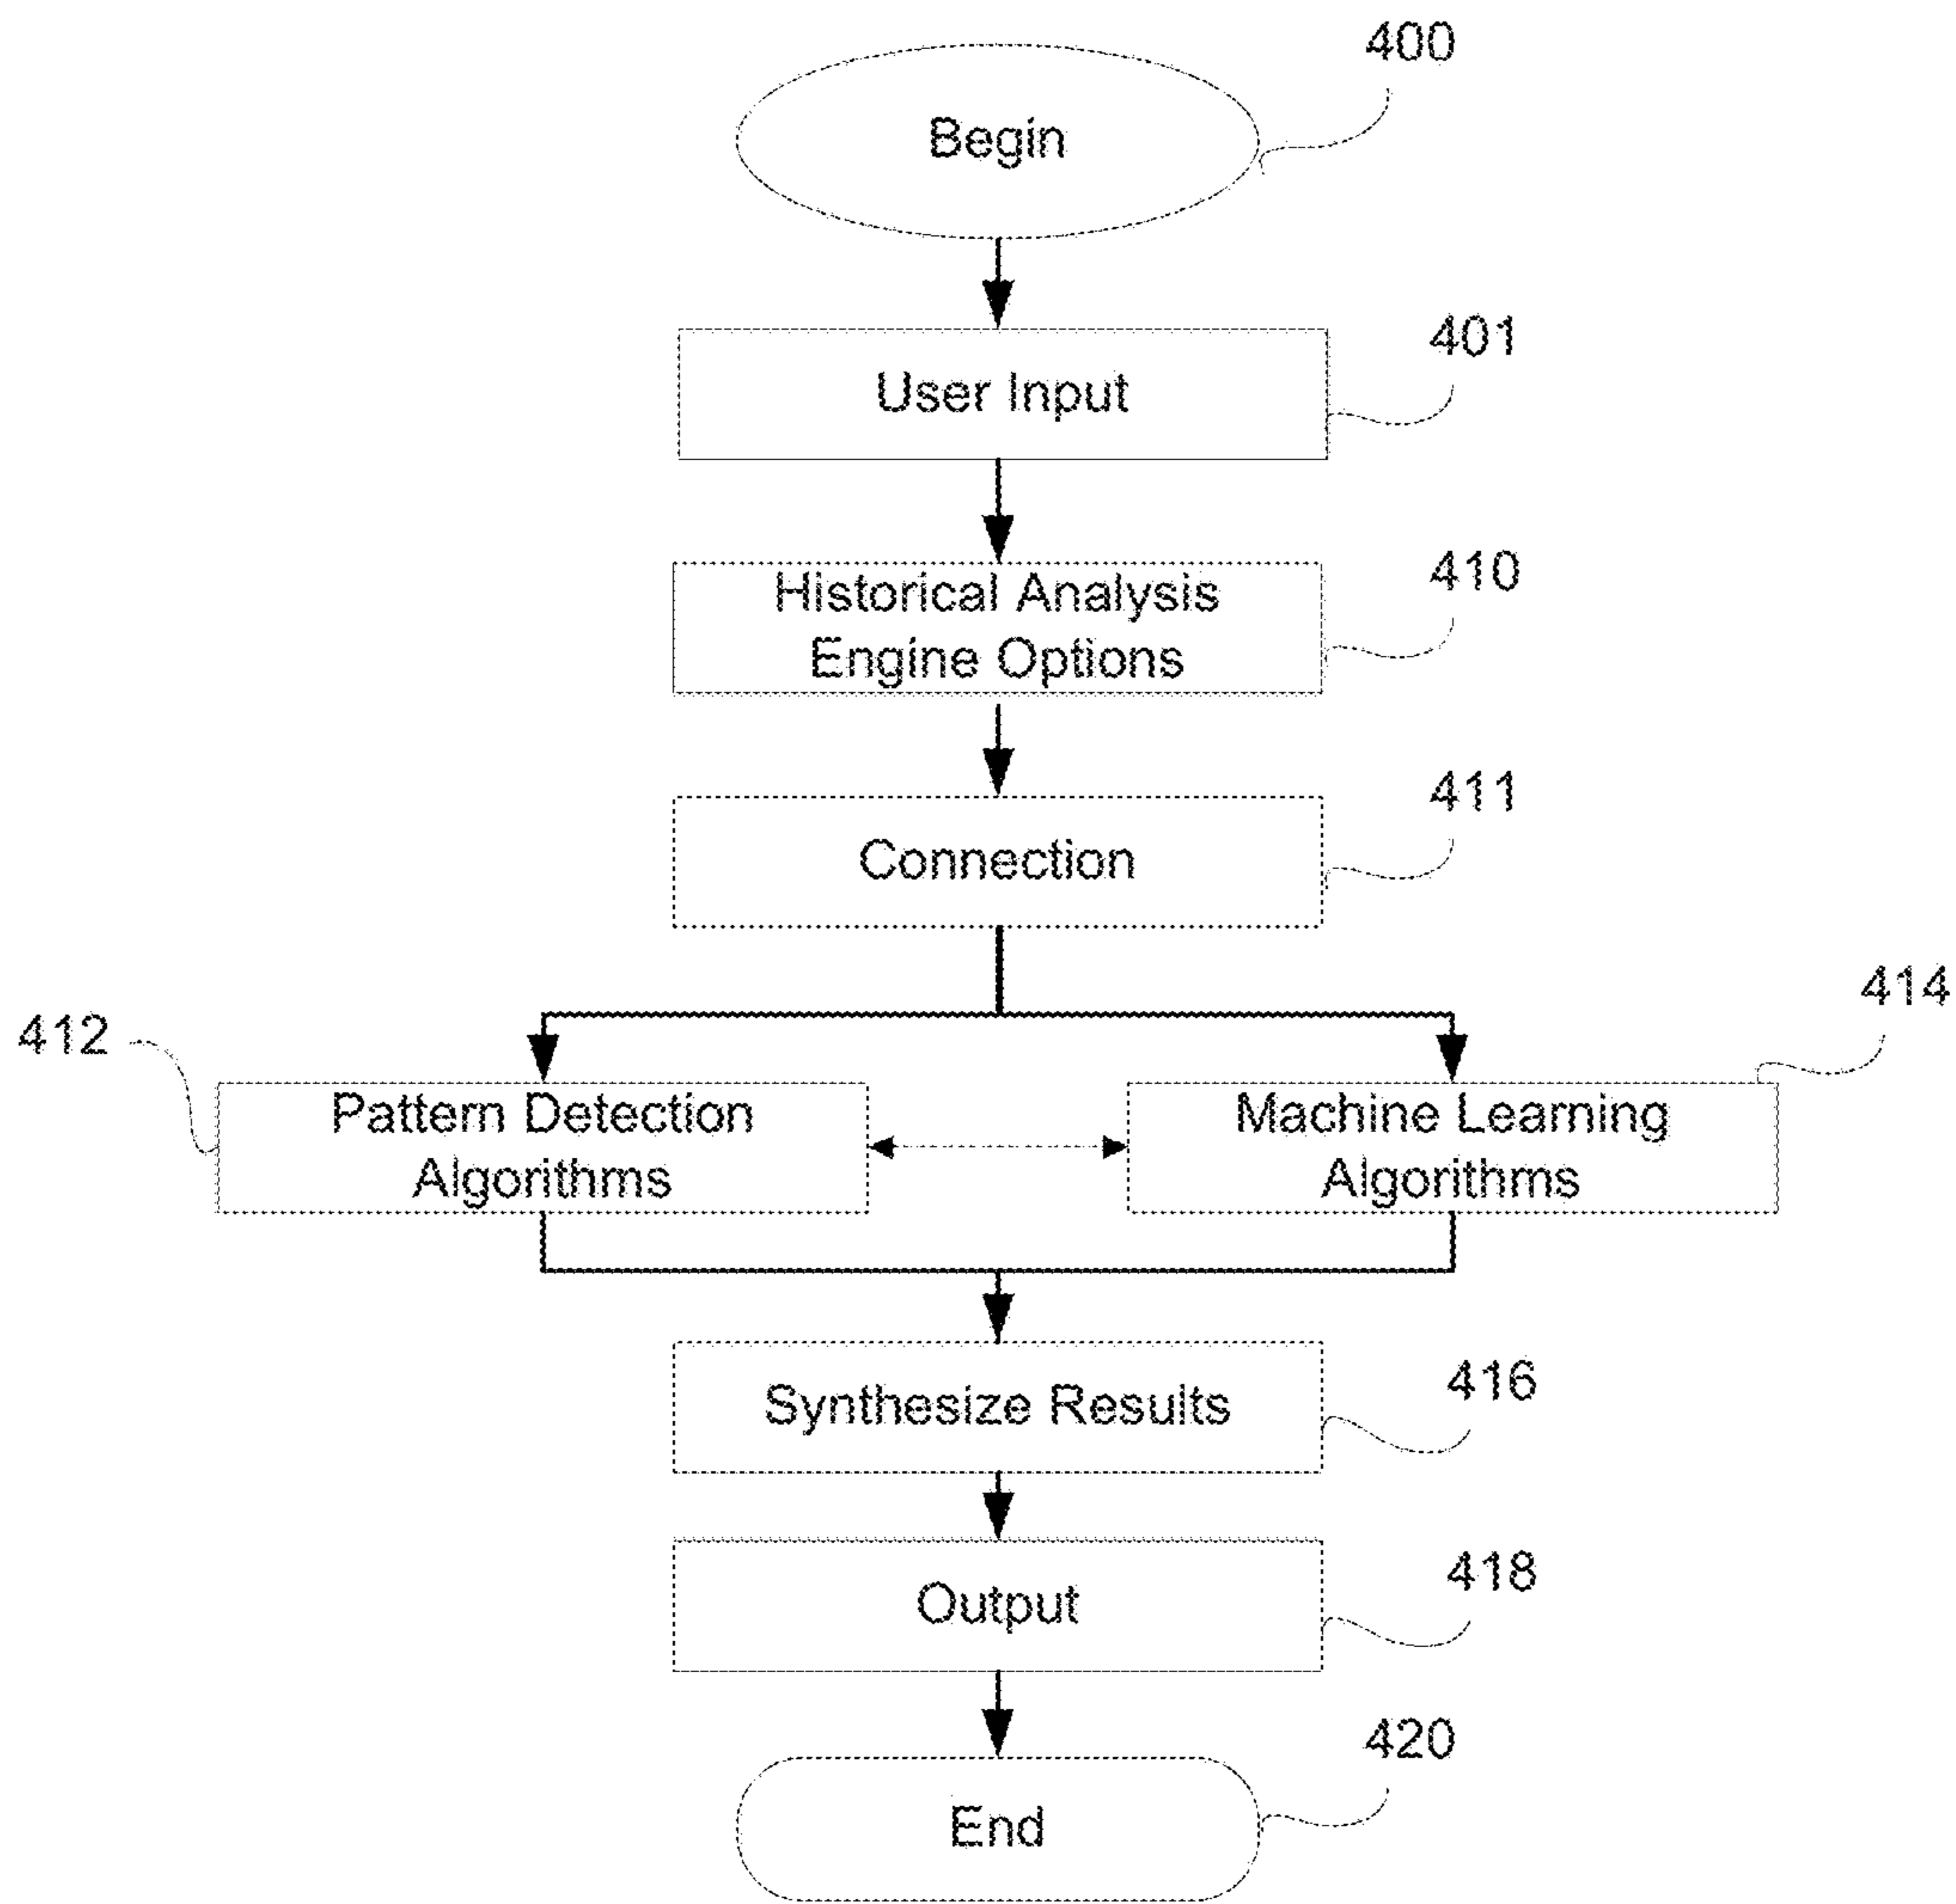 400
Begin
401
User Input
410
Historical Analysis
Engine Options
411
Connection
414
412
Pattern Detection
Algorithms
Machine Learning
Algorithms
416
Synthesize Results
418
Output
420
End